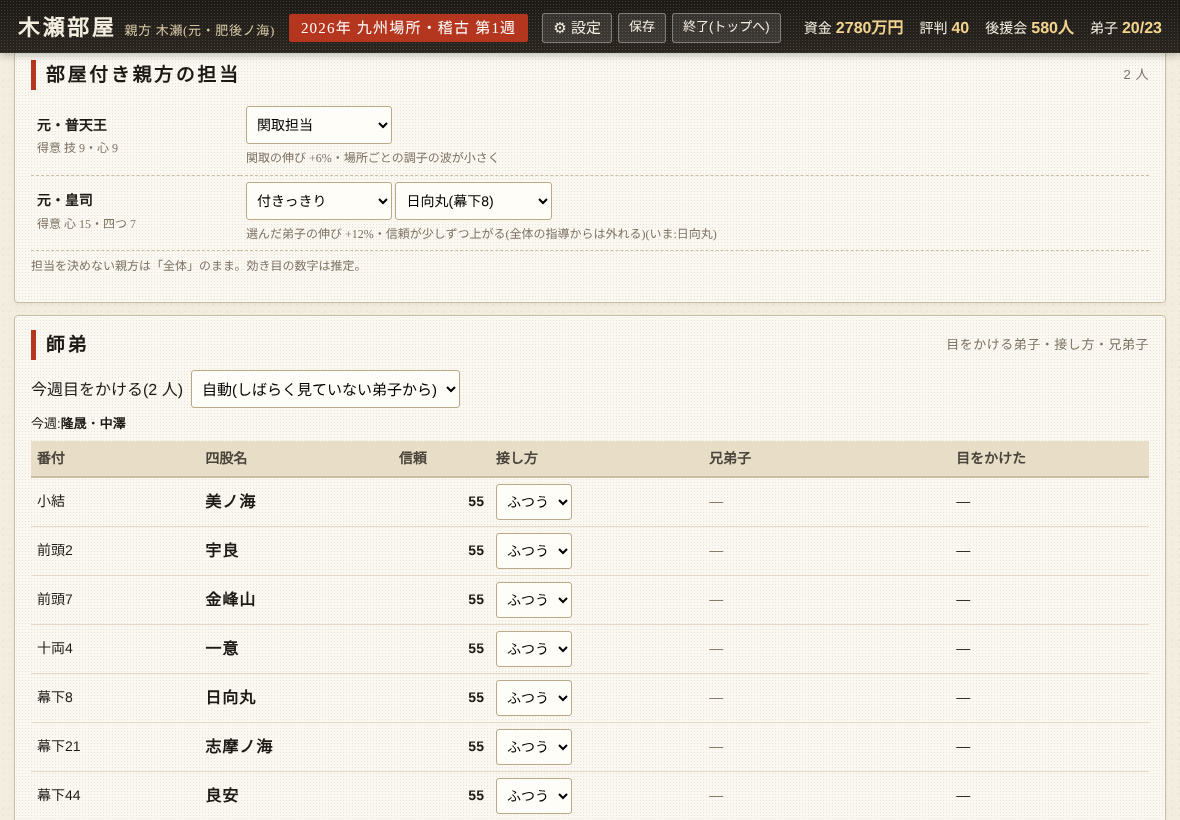 木瀬部屋 親方 木瀬(元・肥後ノ海) 2026年 九州場所・稽古 第1週 ⚙ 設定 保存 終了(トップへ) 資金 2780万円 評判 40 後援会 580人 弟子 20/23
部屋付き親方の担当 2 人
元・普天王 関取担当
得意 技 9・心 9 関取の伸び +6%・場所ごとの調子の波が小さく
元・皇司 付きっきり 日向丸(幕下8)
得意 心 15・四つ 7 選んだ弟子の伸び +12%・信頼が少しずつ上がる(全体の指導からは外れる)(いま:日向丸)
担当を決めない親方は「全体」のまま。効き目の数字は推定。
師弟 目をかける弟子・接し方・兄弟子
今週目をかける(2 人) 自動(しばらく見ていない弟子から)
今週:隆晟・中澤
番付 四股名 信頼 接し方 兄弟子 目をかけた
小結 美ノ海 55 ふつう — —
前頭2 宇良 55 ふつう — —
前頭7 金峰山 55 ふつう — —
十両4 一意 55 ふつう — —
幕下8 日向丸 55 ふつう — —
幕下21 志摩ノ海 55 ふつう — —
幕下44 良安 55 ふつう — —